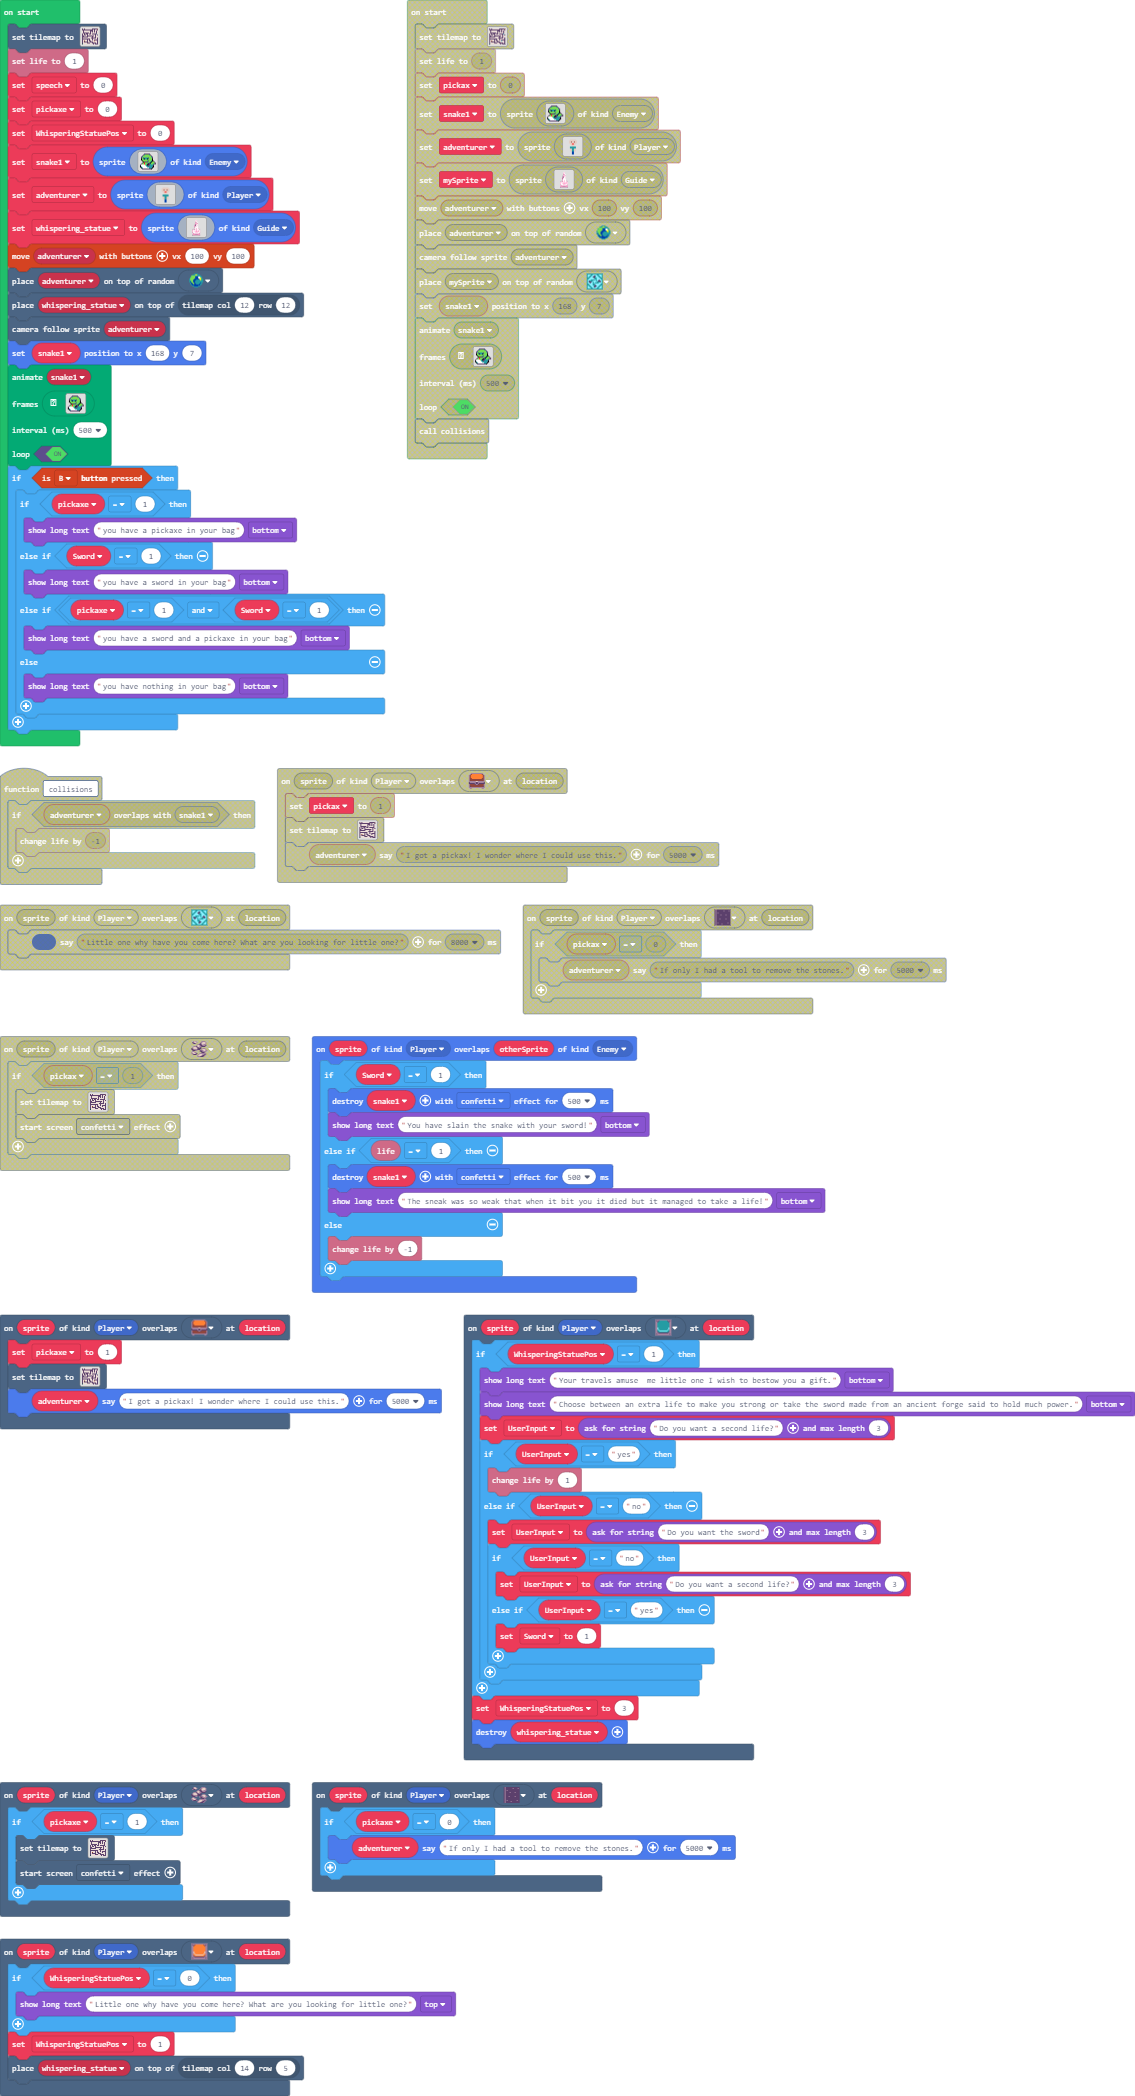 on start
set tilemap to
set life to 1
set speech to 0
set pickaxe to 0
set WhisperingStatuePos to 0
set snake1 to sprite of kind Enemy
set adventurer to sprite of kind Player
set whispering_statue to sprite of kind Guide
move adventurer with buttons vx 100 vy 100
place adventurer on top of random
place whispering_statue on top of tilemap col 12 row 12
camera follow sprite adventurer
set snake1 position to x 168 y 7
animate snake1
frames
interval (ms) 500
loop ON
if is B button pressed then
if pickaxe = 1 then
show long text "you have a pickaxe in your bag" bottom
else if Sword = 1 then
show long text "you have a sword in your bag" bottom
else if pickaxe = 1 and Sword = 1 then
show long text "you have a sword and a pickaxe in your bag" bottom
else
show long text "you have nothing in your bag" bottom
on start
set tilemap to
set life to 1
set pickax to 0
set snake1 to sprite of kind Enemy
set adventurer to sprite of kind Player
set mySprite to sprite of kind Guide
move adventurer with buttons vx 100 vy 100
place adventurer on top of random
camera follow sprite adventurer
place mySprite on top of random
set snake1 position to x 168 y 7
animate snake1
frames
interval (ms) 500
loop ON
call collisions
function collisions
if adventurer overlaps with snake1 then
change life by -1
on sprite of kind Player overlaps at location
set pickax to 1
set tilemap to
adventurer say "I got a pickax! I wonder where I could use this." for 5000 ms
on sprite of kind Player overlaps at location
say "Little one why have you come here? What are you looking for little one?" for 8000 ms
on sprite of kind Player overlaps at location
if pickax = 0 then
adventurer say "If only I had a tool to remove the stones." for 5000 ms
on sprite of kind Player overlaps at location
if pickax = 1 then
set tilemap to
start screen confetti effect
on sprite of kind Player overlaps otherSprite of kind Enemy
if Sword = 1 then
destroy snake1 with confetti effect for 500 ms
show long text "You have slain the snake with your sword!" bottom
else if life = 1 then
destroy snake1 with confetti effect for 500 ms
show long text "The sneak was so weak that when it bit you it died but it managed to take a life!" bottom
else
change life by -1
on sprite of kind Player overlaps at location
set pickaxe to 1
set tilemap to
adventurer say "I got a pickax! I wonder where I could use this." for 5000 ms
on sprite of kind Player overlaps at location
if WhisperingStatuePos = 1 then
show long text "Your travels amuse  me little one I wish to bestow you a gift." bottom
show long text "Choose between an extra life to make you strong or take the sword made from an ancient forge said to hold much power." bottom
set UserInput to ask for string "Do you want a second life?" and max length 3
if UserInput = "yes" then
change life by 1
else if UserInput = "no" then
set UserInput to ask for string "Do you want the sword" and max length 3
if UserInput = "no" then
set UserInput to ask for string "Do you want a second life?" and max length 3
else if UserInput = "yes" then
set Sword to 1
set WhisperingStatuePos to 3
destroy whispering_statue
on sprite of kind Player overlaps at location
if pickaxe = 1 then
set tilemap to
start screen confetti effect
on sprite of kind Player overlaps at location
if pickaxe = 0 then
adventurer say "If only I had a tool to remove the stones." for 5000 ms
on sprite of kind Player overlaps at location
if WhisperingStatuePos = 0 then
show long text "Little one why have you come here? What are you looking for little one?" top
set WhisperingStatuePos to 1
place whispering_statue on top of tilemap col 14 row 5